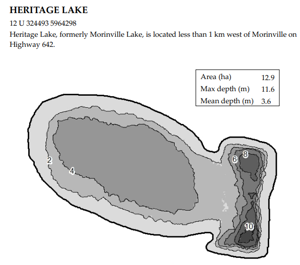 HERITAGE LAKE
12 U 324493 5964298
Heritage Lake, formerly Morinville Lake, is located less than 1 km west of Morinville on
Highway 642.
Area (ha) 12.9
Max depth (m) 11.6
Mean depth (m) 3.6
2
4
6
8
10